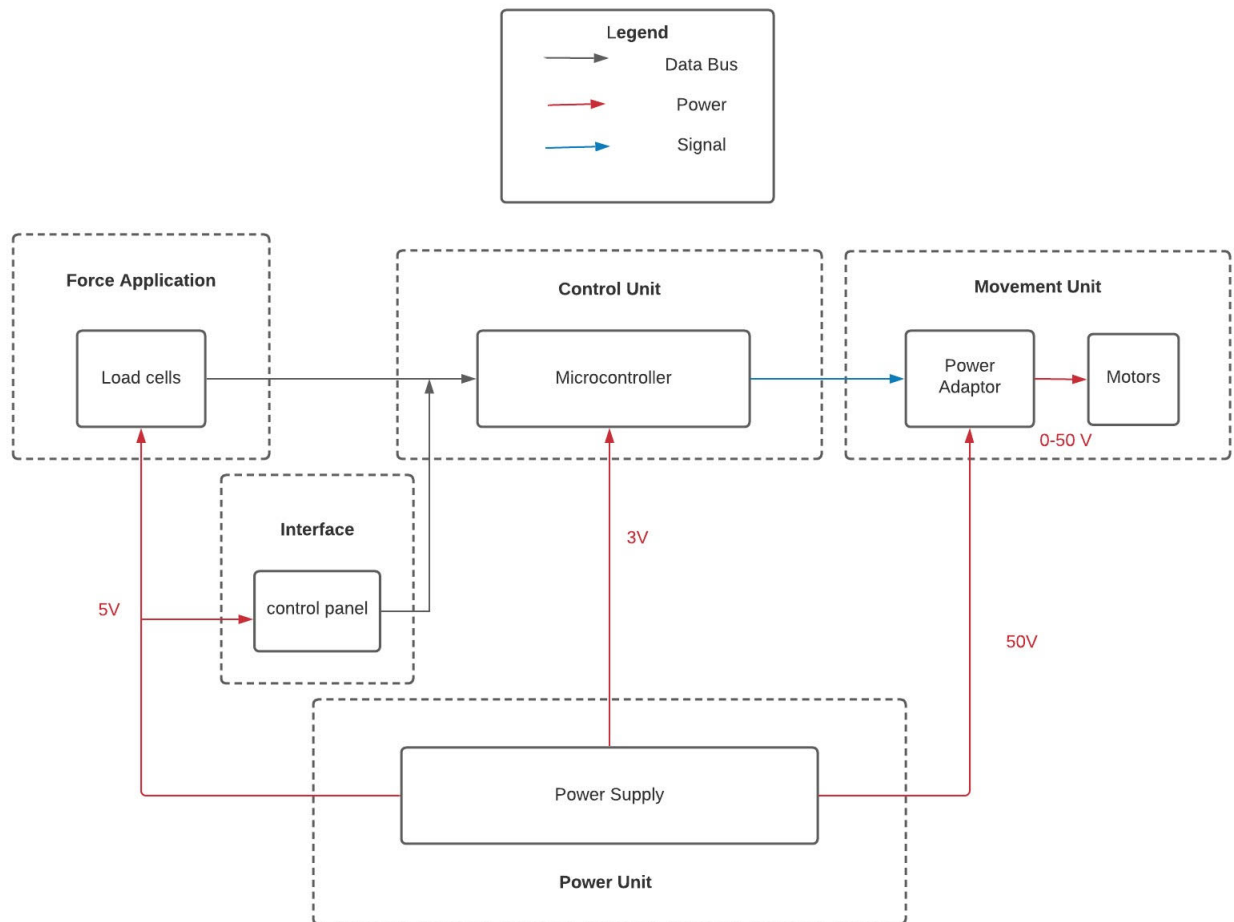 Legend
Data Bus
Power
Signal
Force Application
Load cells
Control Unit
Microcontroller
Movement Unit
Power
Adaptor
Motors
0-50 V
Interface
control panel
5V
3V
50V
Power Supply
Power Unit